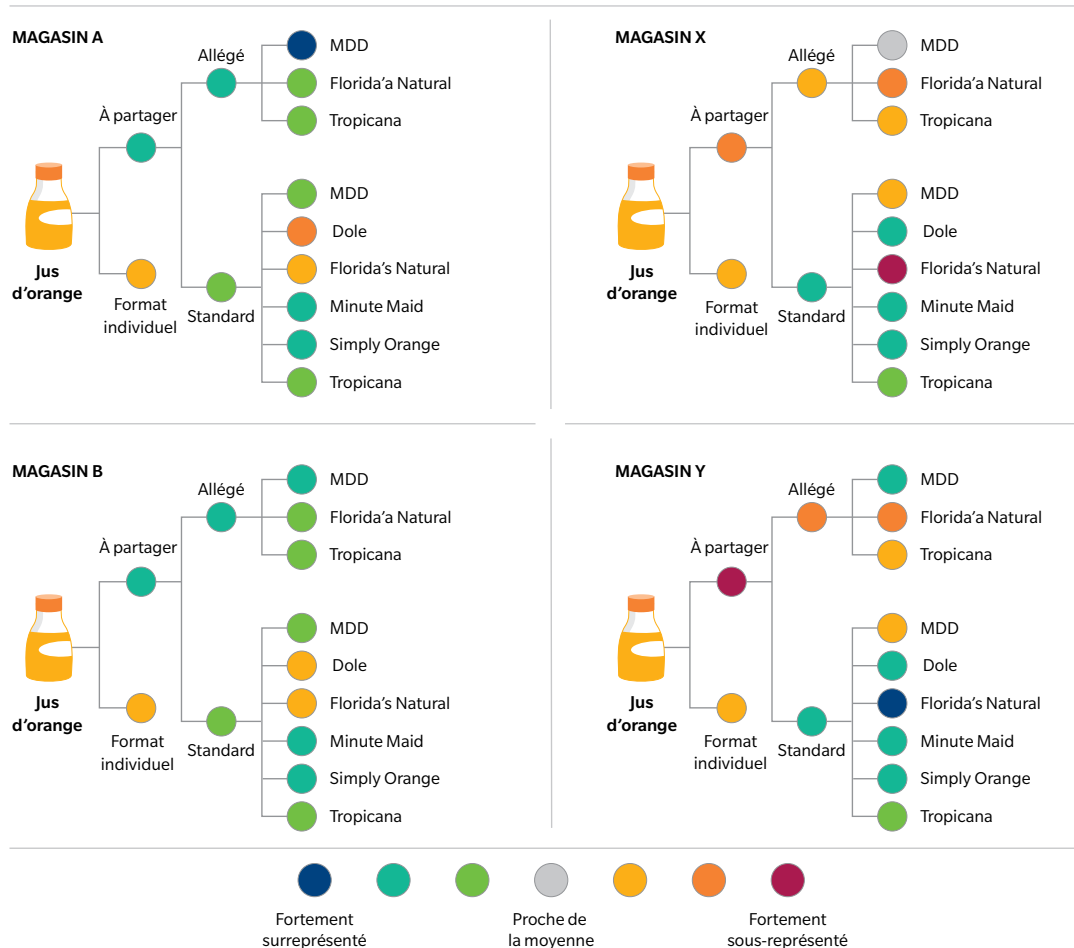 MAGASIN A
Allégé
MDD
Florida'a Natural
Tropicana
À partager
MDD
Dole
Florida's Natural
Minute Maid
Simply Orange
Tropicana
Jus
d'orange
Format
individuel
Standard
MAGASIN X
Allégé
MDD
Florida'a Natural
Tropicana
À partager
MDD
Dole
Florida's Natural
Minute Maid
Simply Orange
Tropicana
Jus
d'orange
Format
individuel
Standard
MAGASIN B
Allégé
MDD
Florida'a Natural
Tropicana
À partager
MDD
Dole
Florida's Natural
Minute Maid
Simply Orange
Tropicana
Jus
d'orange
Format
individuel
Standard
MAGASIN Y
Allégé
MDD
Florida'a Natural
Tropicana
À partager
MDD
Dole
Florida's Natural
Minute Maid
Simply Orange
Tropicana
Jus
d'orange
Format
individuel
Standard
Fortement
surreprésenté
Proche de
la moyenne
Fortement
sous-représenté